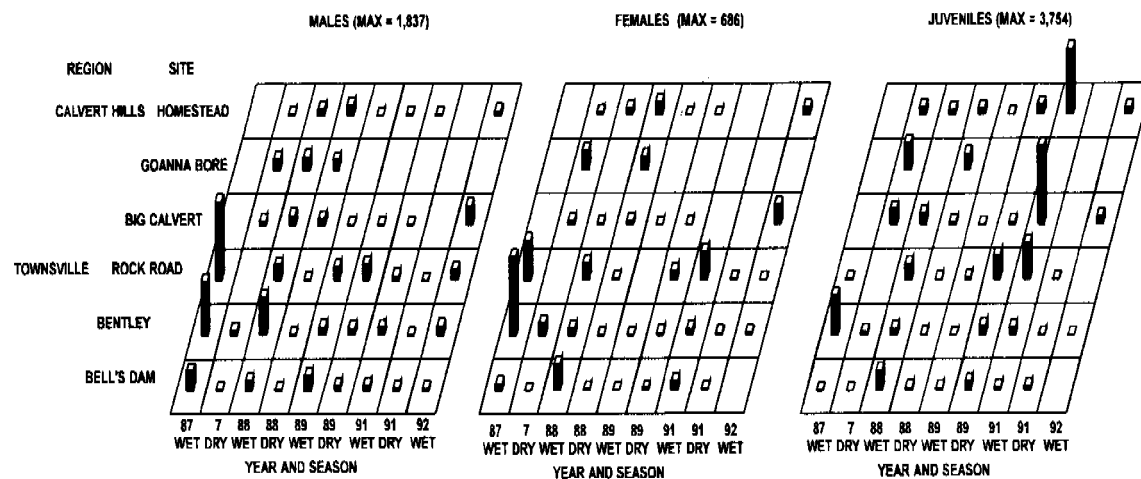 MALES (MAX = 1,837) FEMALES (MAX = 686) JUVENILES (MAX = 3,754)
REGION SITE
CALVERT HILLS HOMESTEAD
GOANNA BORE
BIG CALVERT
TOWNSVILLE ROCK ROAD
BENTLEY
BELL'S DAM
87 7 88 88 89 89 91 91 92 87 7 88 88 89 89 91 91 92 87 7 88 88 89 89 91 91 92
WET DRY WET DRY WET DRY WET DRY WET WET DRY WET DRY WET DRY WET DRY WET WET DRY WET DRY WET DRY WET DRY WET
YEAR AND SEASON YEAR AND SEASON YEAR AND SEASON